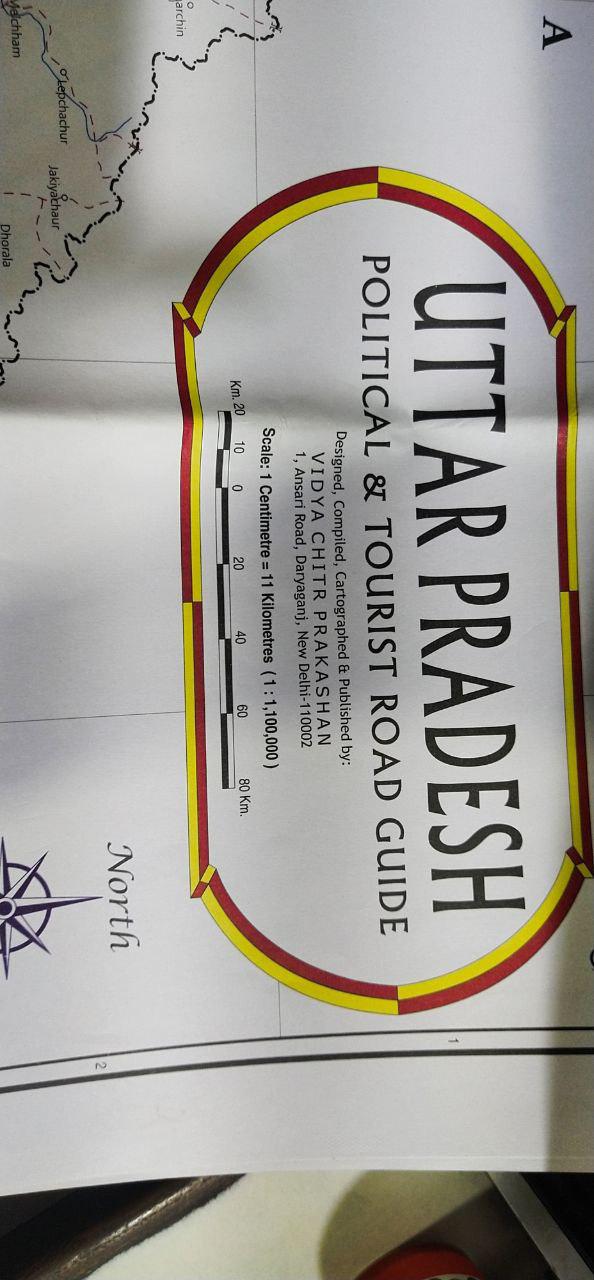 A
UTTAR PRADESH
POLITICAL & TOURIST ROAD GUIDE
Designed, Compiled, Cartographed & Published by:
VIDYA CHITR PRAKASHAN
1, Ansari Road, Daryaganj, New Delhi-110002
Scale: 1 Centimetre = 11 Kilometres (1 : 1,100,000)
Km. 20 10 0 20 40 60 80 Km.
North
1
2
Lepchachur
Jakiyachaur
Dhorala